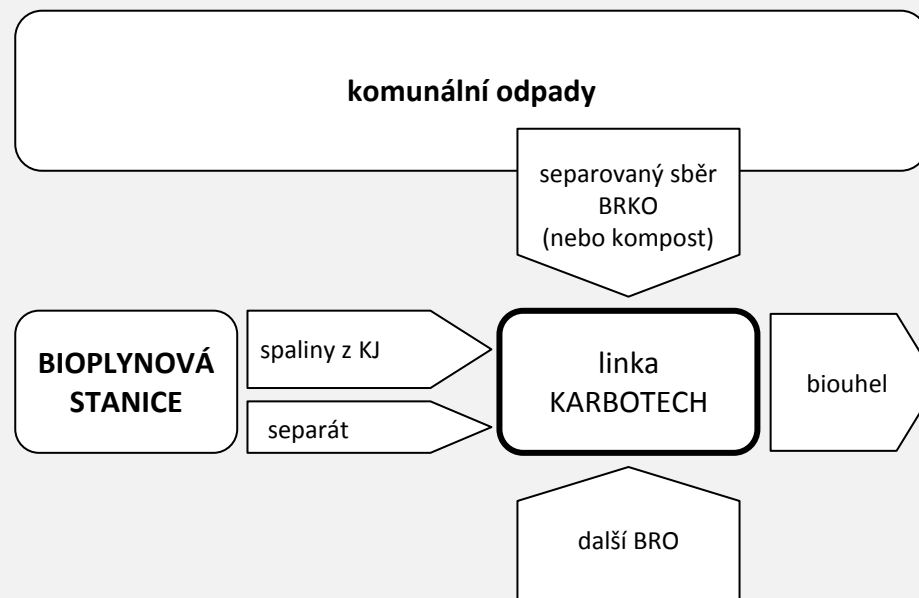 komunální odpady
separovaný sběr
BRKO
(nebo kompost)
BIOPLYNOVÁ
STANICE
spaliny z KJ
separát
linka
KARBOTECH
biouhel
další BRO